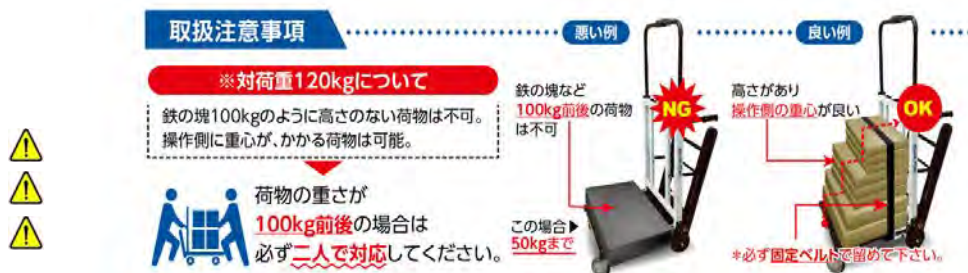 取扱注意事項
※対荷重120kgについて
鉄の塊100kgのように高さのない荷物は不可。
操作側に重心が、かかる荷物は可能。
荷物の重さが
100kg前後の場合は
必ず二人で対応してください。
悪い例
鉄の塊など
100kg前後の荷物
は不可
NG
この場合▶
50kgまで
良い例
高さがあり
操作側の重心が良い
OK
*必ず固定ベルトで留めて下さい。